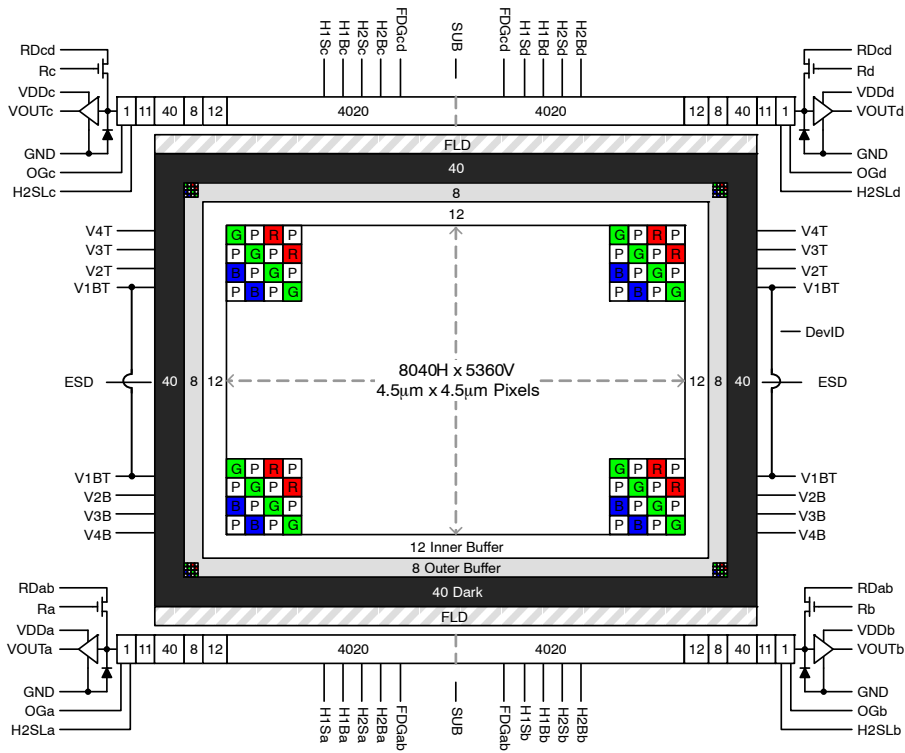 H1Sc H1Bc H2Sc H2Bc FDGcd SUB FDGcd H1Sd H1Bd H2Sd H2Bd
RDcd RDcd
Rc Rd
VDDc VDDd
VOUTc 1 11 40 8 12 4020 4020 12 8 40 11 1 VOUTd
GND FLD GND
OGc 40 OGd
H2SLc 8 H2SLd
12
V4T G P R P G P R P V4T
V3T P G P R P G P R V3T
V2T B P G P B P G P V2T
V1BT P B P G P B P G V1BT
DevID
8040H x 5360V
ESD 40 8 12 12 8 40 ESD
4.5μm x 4.5μm Pixels
V1BT G P R P G P R P V1BT
V2B P G P R P G P R V2B
V3B B P G P B P G P V3B
V4B P B P G P B P G V4B
12 Inner Buffer
8 Outer Buffer
RDab 40 Dark RDab
Ra FLD Rb
VDDa VDDb
VOUTa 1 11 40 8 12 4020 4020 12 8 40 11 1 VOUTb
GND GND
OGa OGb
H2SLa H2SLb
H1Sa H1Ba H2Sa H2Ba FDGab SUB FDGab H1Sb H1Bb H2Sb H2Bb